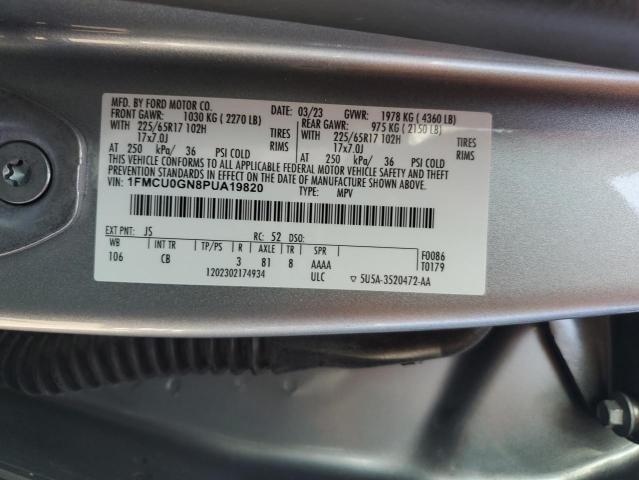 MFD. BY FORD MOTOR CO. DATE: 03/23 GVWR: 1978 KG ( 4360 LB)
FRONT GAWR: 1030 KG ( 2270 LB) REAR GAWR: 975 KG ( 2150 LB)
WITH 225/65R17 102H TIRES WITH 225/65R17 102H TIRES
17x7.0J RIMS 17x7.0J RIMS
AT 250 kPa/ 36 PSI COLD AT 250 kPa/ 36 PSI COLD
THIS VEHICLE CONFORMS TO ALL APPLICABLE FEDERAL MOTOR VEHICLE SAFETY AND THEFT
PREVENTION STANDARDS IN EFFECT ON THE DATE OF MANUFACTURE SHOWN ABOVE.
VIN: 1FMCU0GN8PUA19820 TYPE: MPV
EXT PNT: JS RC: 52 DSO: F0086
WB INT TR TP/PS R AXLE TR SPR T0179
106 CB 3 81 8 AAAA
1202302174934 ULC ▽ 5U5A-3520472-AA